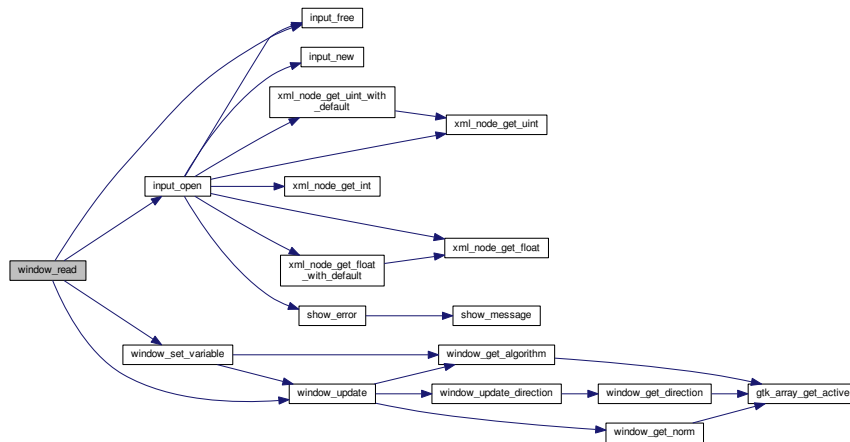 input_free
input_new
xml_node_get_uint_with
_default
xml_node_get_uint
input_open
xml_node_get_int
xml_node_get_float
xml_node_get_float
_with_default
window_read
show_error
show_message
window_set_variable
window_get_algorithm
window_update
window_update_direction
window_get_direction
gtk_array_get_active
window_get_norm